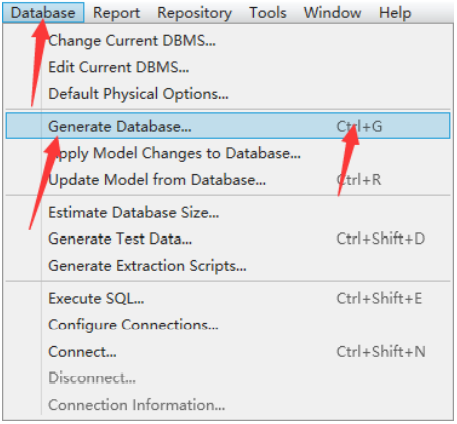 Database Report Repository Tools Window Help
Change Current DBMS...
Edit Current DBMS...
Default Physical Options...
Generate Database... Ctrl+G
Apply Model Changes to Database...
Update Model from Database... Ctrl+R
Estimate Database Size...
Generate Test Data... Ctrl+Shift+D
Generate Extraction Scripts...
Execute SQL... Ctrl+Shift+E
Configure Connections...
Connect... Ctrl+Shift+N
Disconnect...
Connection Information...